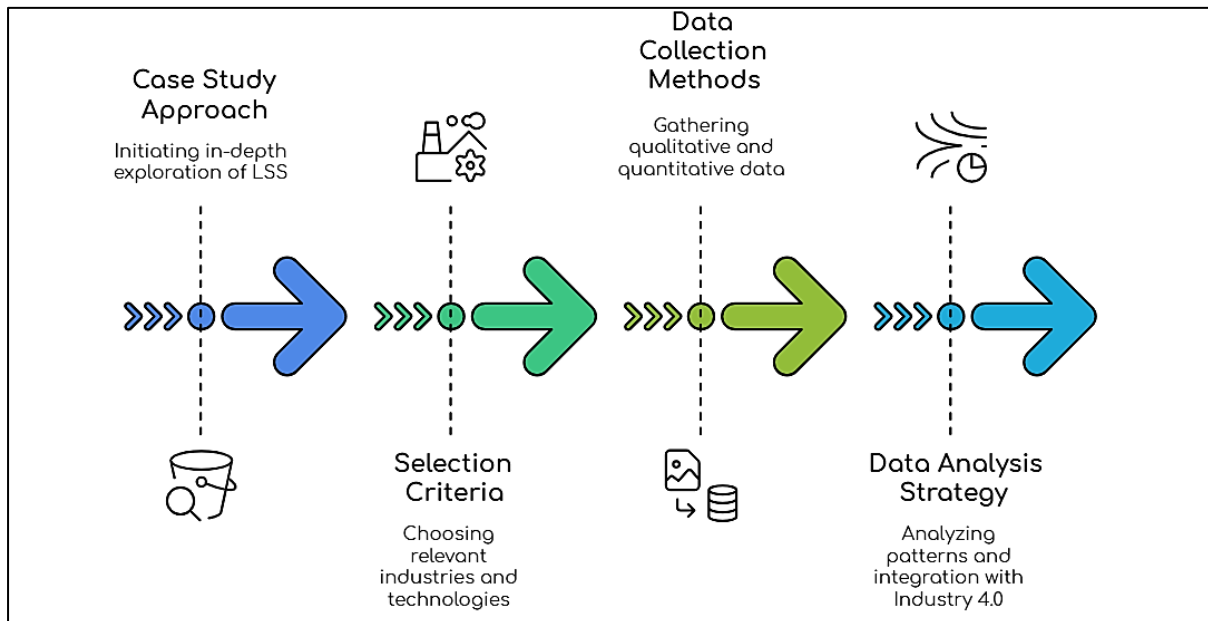 Case Study
Approach
Initiating in-depth
exploration of LSS
Selection
Criteria
Choosing
relevant
industries and
technologies
Data
Collection
Methods
Gathering
qualitative and
quantitative data
Data Analysis
Strategy
Analyzing
patterns and
integration with
Industry 4.0